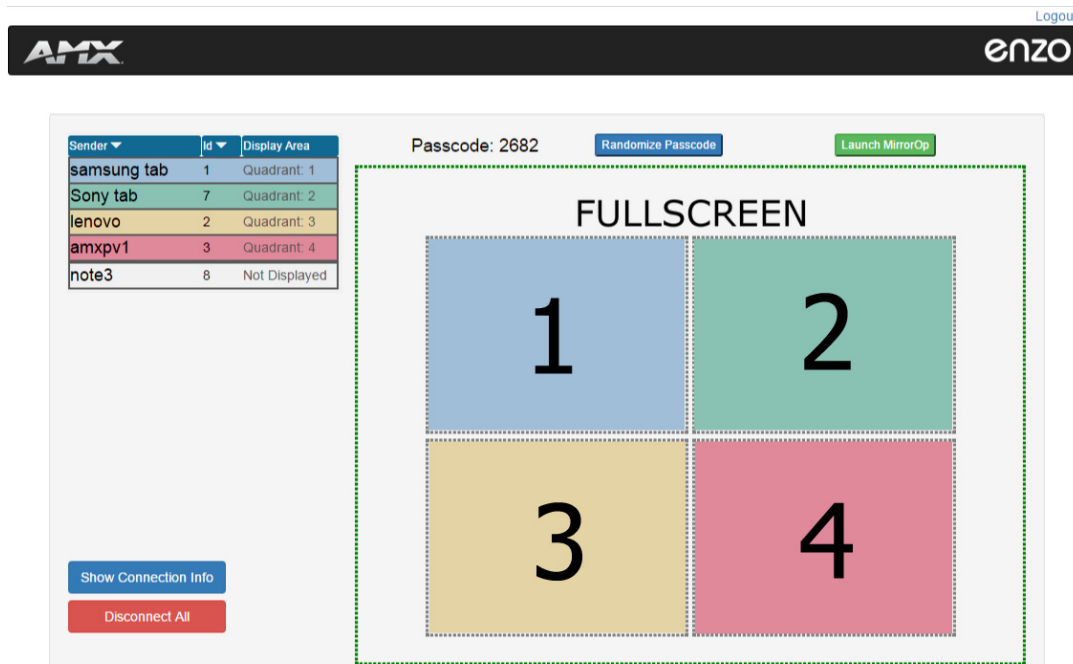 Logou
AMX
enzo
Sender Id Display Area
samsung tab 1 Quadrant: 1
Sony tab 7 Quadrant: 2
lenovo 2 Quadrant: 3
amxpv1 3 Quadrant: 4
note3 8 Not Displayed
Passcode: 2682 Randomize Passcode Launch MirrorOp
FULLSCREEN
1 2
3 4
Show Connection Info
Disconnect All